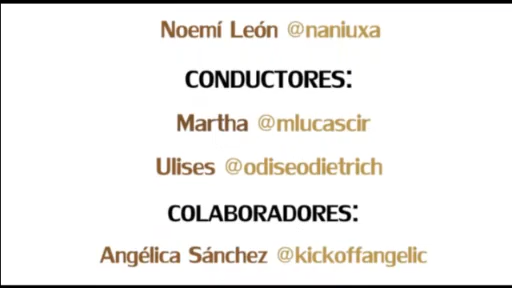 Noemí León @naniuxa
CONDUCTORES:
Martha @mlucascir
Ulises @odiseodietrich
COLABORADORES:
Angélica Sánchez @kickoffangelic